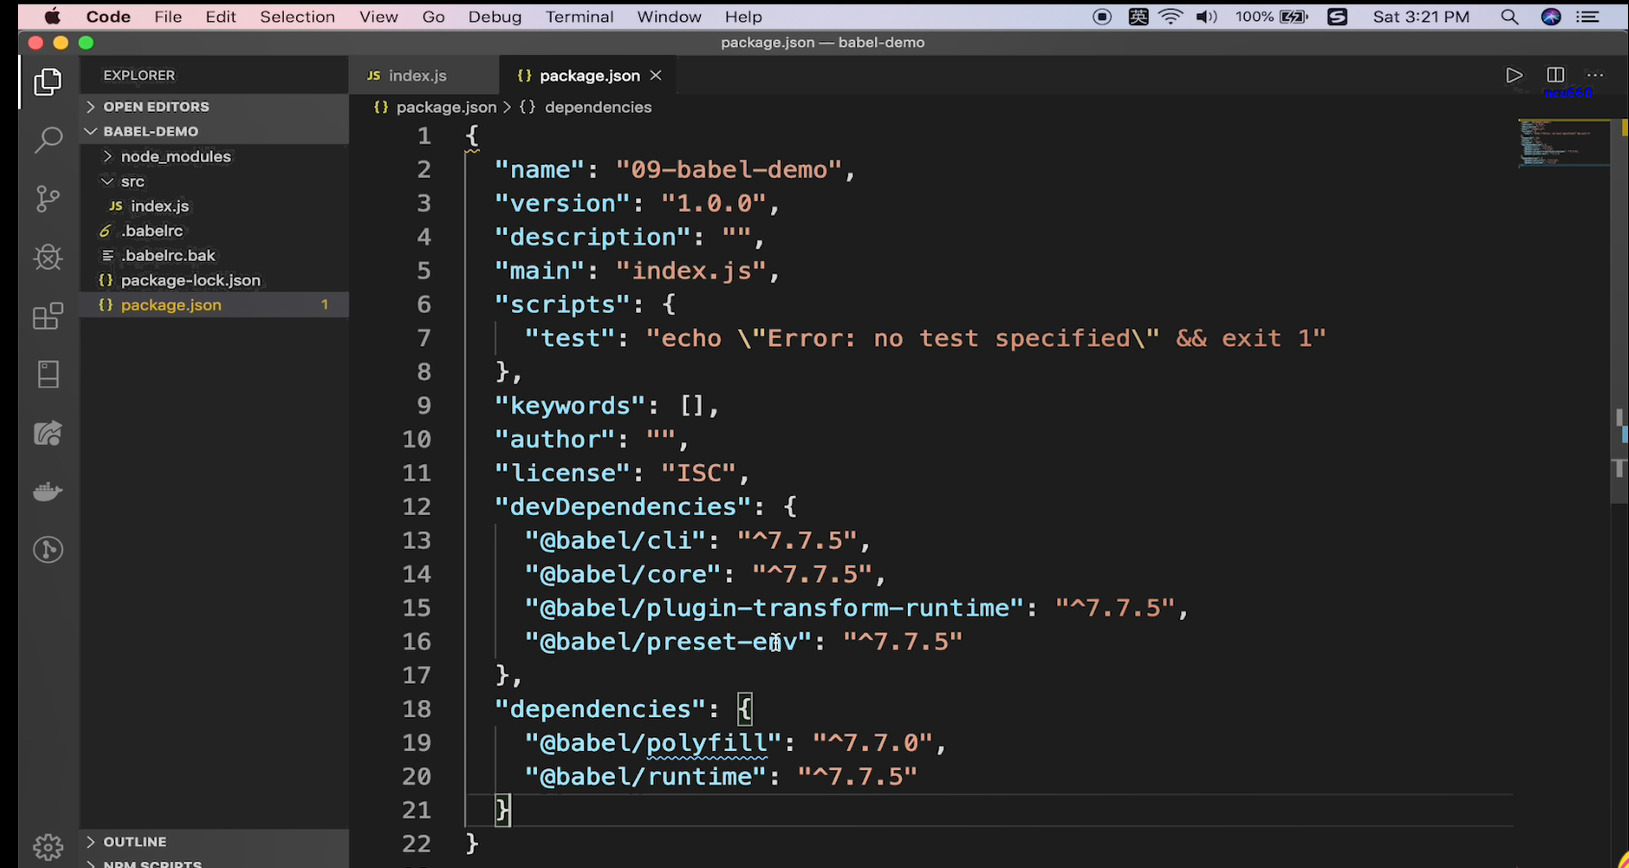 Code File Edit Selection View Go Debug Terminal Window Help 英 100% S Sat 3:21 PM
package.json — babel-demo
EXPLORER
OPEN EDITORS
BABEL-DEMO
node_modules
src
JS index.js
.babelrc
.babelrc.bak
{} package-lock.json
{} package.json 1
OUTLINE
NPM SCRIPTS
JS index.js {} package.json ×
ncu660
{} package.json > {} dependencies
1 {
2 "name": "09-babel-demo",
3 "version": "1.0.0",
4 "description": "",
5 "main": "index.js",
6 "scripts": {
7 "test": "echo \"Error: no test specified\" && exit 1"
8 },
9 "keywords": [],
10 "author": "",
11 "license": "ISC",
12 "devDependencies": {
13 "@babel/cli": "^7.7.5",
14 "@babel/core": "^7.7.5",
15 "@babel/plugin-transform-runtime": "^7.7.5",
16 "@babel/preset-env": "^7.7.5"
17 },
18 "dependencies": {
19 "@babel/polyfill": "^7.7.0",
20 "@babel/runtime": "^7.7.5"
21 }
22 }